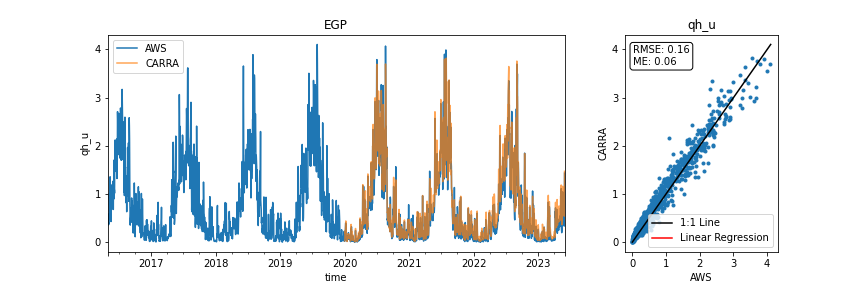 EGP
qh_u
4
3
2
1
0
qh_u
AWS
CARRA
2017
2018
2019
2020
2021
2022
2023
time
4
3
2
1
0
CARRA
RMSE: 0.16
ME: 0.06
1:1 Line
Linear Regression
0
1
2
3
4
AWS